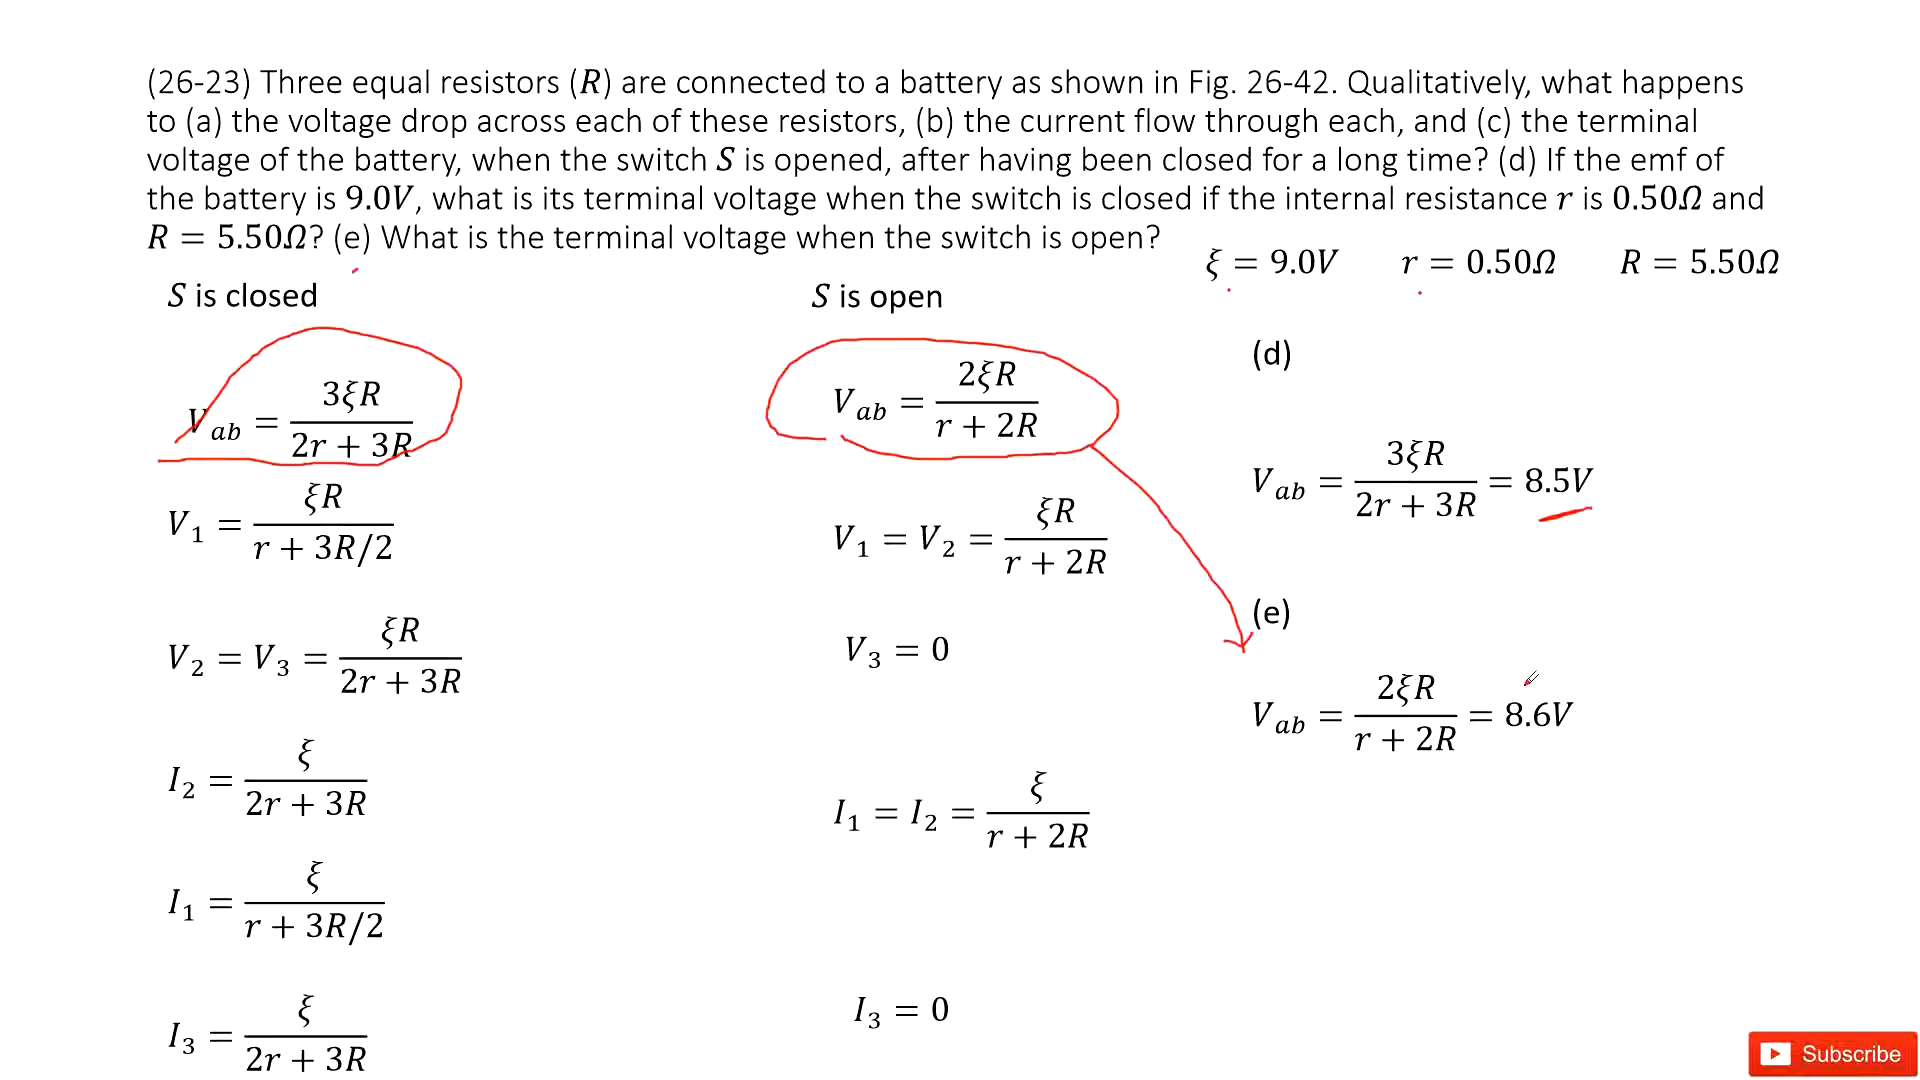 (26-23) Three equal resistors (R) are connected to a battery as shown in Fig. 26-42. Qualitatively, what happens
to (a) the voltage drop across each of these resistors, (b) the current flow through each, and (c) the terminal
voltage of the battery, when the switch S is opened, after having been closed for a long time? (d) If the emf of
the battery is 9.0V, what is its terminal voltage when the switch is closed if the internal resistance r is 0.50Ω and
R = 5.50Ω? (e) What is the terminal voltage when the switch is open?
ξ = 9.0V r = 0.50Ω R = 5.50Ω
S is closed
V_ab = 3ξR / (2r + 3R)
V_1 = ξR / (r + 3R/2)
V_2 = V_3 = ξR / (2r + 3R)
I_2 = ξ / (2r + 3R)
I_1 = ξ / (r + 3R/2)
I_3 = ξ / (2r + 3R)
S is open
V_ab = 2ξR / (r + 2R)
V_1 = V_2 = ξR / (r + 2R)
V_3 = 0
I_1 = I_2 = ξ / (r + 2R)
I_3 = 0
(d)
V_ab = 3ξR / (2r + 3R) = 8.5V
(e)
V_ab = 2ξR / (r + 2R) = 8.6V
Subscribe